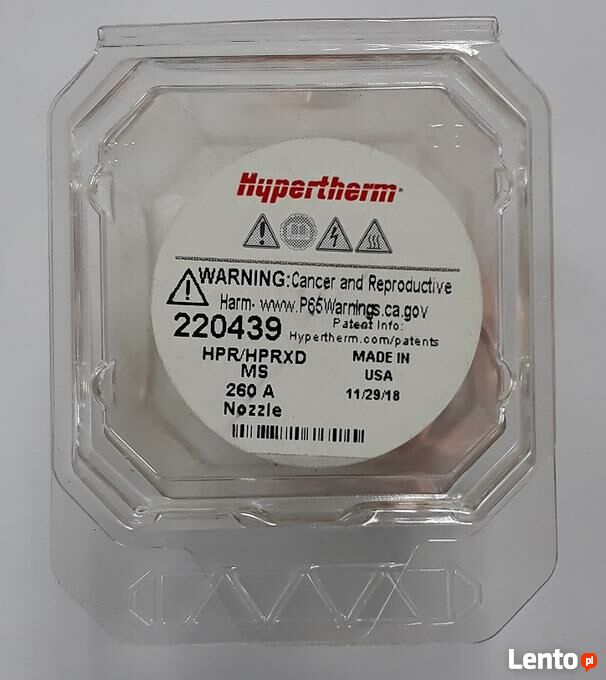 Hypertherm®
WARNING: Cancer and Reproductive
Harm- www.P65Warnings.ca.gov
220439
Patent Info:
Hypertherm.com/patents
HPR/HPRXD
MS
260 A
Nozzle
MADE IN
USA
11/29/18
Lento.pl